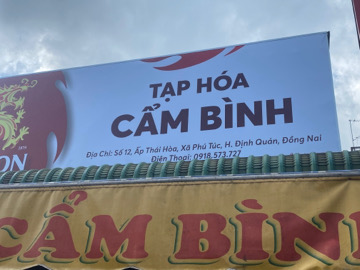 TẠP HÓA
CẨM BÌNH
Địa Chỉ: Số 12, Ấp Thái Hòa, Xã Phú Túc, H. Định Quán, Đồng Nai
Điện Thoại: 0918.573.727
CẨM BÌN